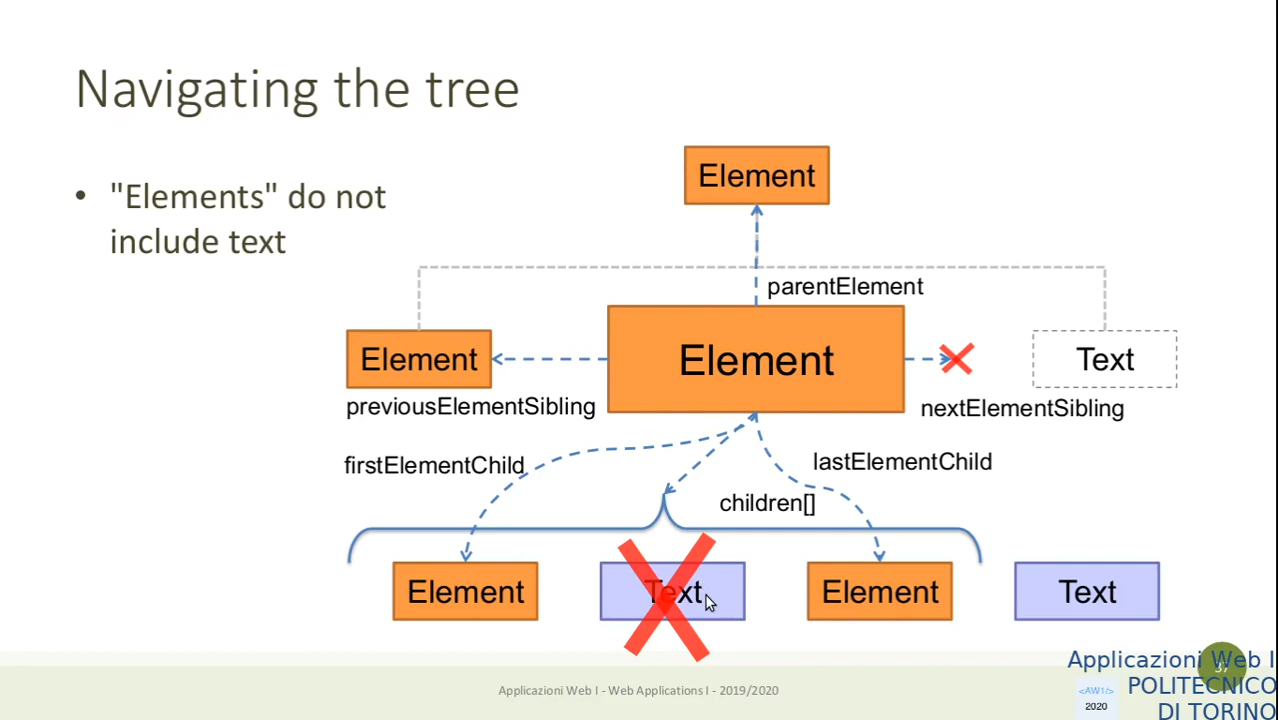 Navigating the tree
• "Elements" do not
include text
Element
parentElement
Element
Element
Text
previousElementSibling
nextElementSibling
firstElementChild
lastElementChild
children[]
Element
Text
Element
Text
Applicazioni Web I - Web Applications I - 2019/2020
37
Applicazioni Web I
<AW1/>
2020
POLITECNICO
DI TORINO